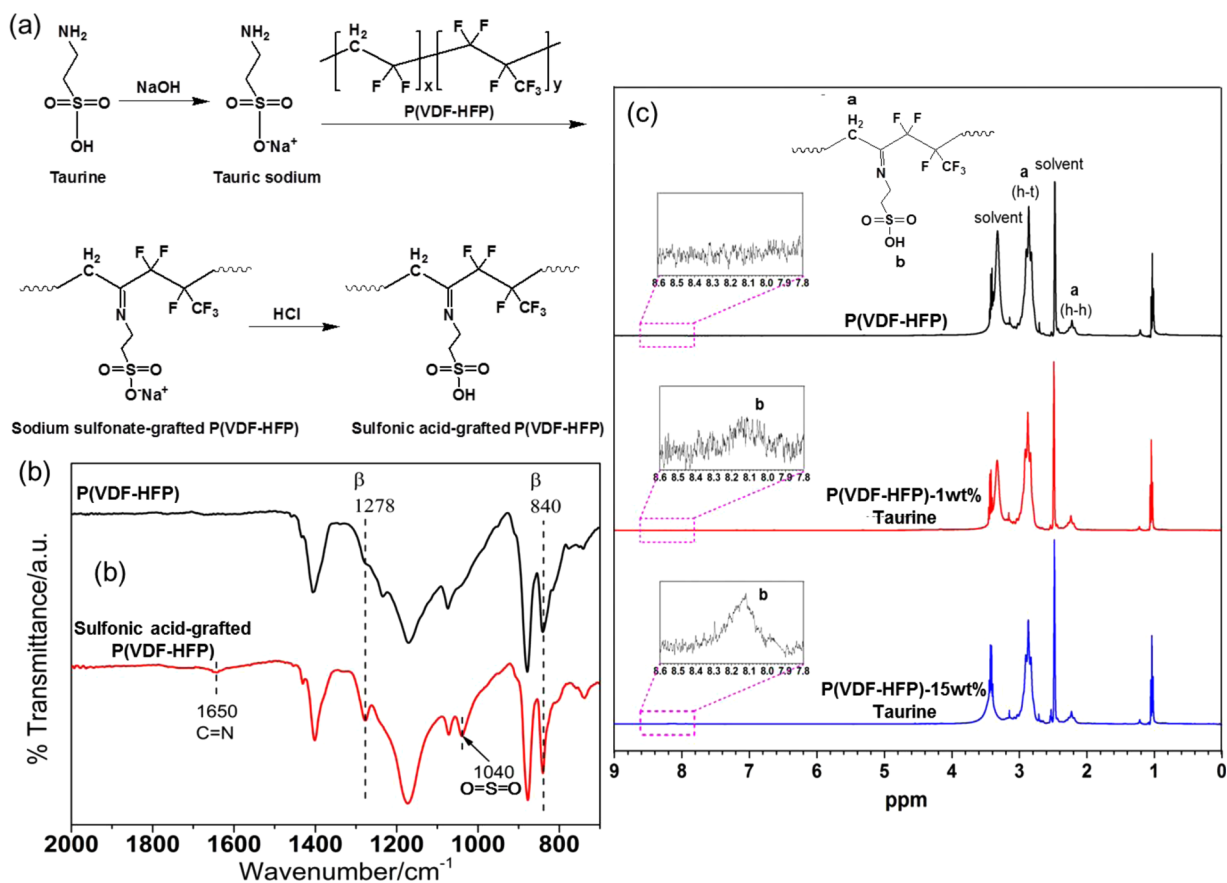 (a)
NH2
O=S=O
OH
Taurine
NaOH
NH2
O=S=O
O-Na+
Tauric sodium
H2
C
F F
x
F F
F F
F CF3
y
P(VDF-HFP)
H2
C
F F
F CF3
N
O=S=O
O-Na+
Sodium sulfonate-grafted P(VDF-HFP)
HCl
H2
C
F F
F CF3
N
O=S=O
OH
Sulfonic acid-grafted P(VDF-HFP)
(b)
P(VDF-HFP)
β
1278
β
840
(b)
Sulfonic acid-grafted
P(VDF-HFP)
1650
C=N
1040
O=S=O
% Transmittance/a.u.
2000 1800 1600 1400 1200 1000 800
Wavenumber/cm-1
(c)
a
H2
C
F F
F CF3
N
O=S=O
OH
b
solvent
a
(h-t)
solvent
a
(h-h)
8.6 8.5 8.4 8.3 8.2 8.1 8.0 7.9 7.8
P(VDF-HFP)
b
8.6 8.5 8.4 8.3 8.2 8.1 8.0 7.9 7.8
P(VDF-HFP)-1wt%
Taurine
b
8.6 8.5 8.4 8.3 8.2 8.1 8.0 7.9 7.8
P(VDF-HFP)-15wt%
Taurine
9 8 7 6 5 4 3 2 1 0
ppm